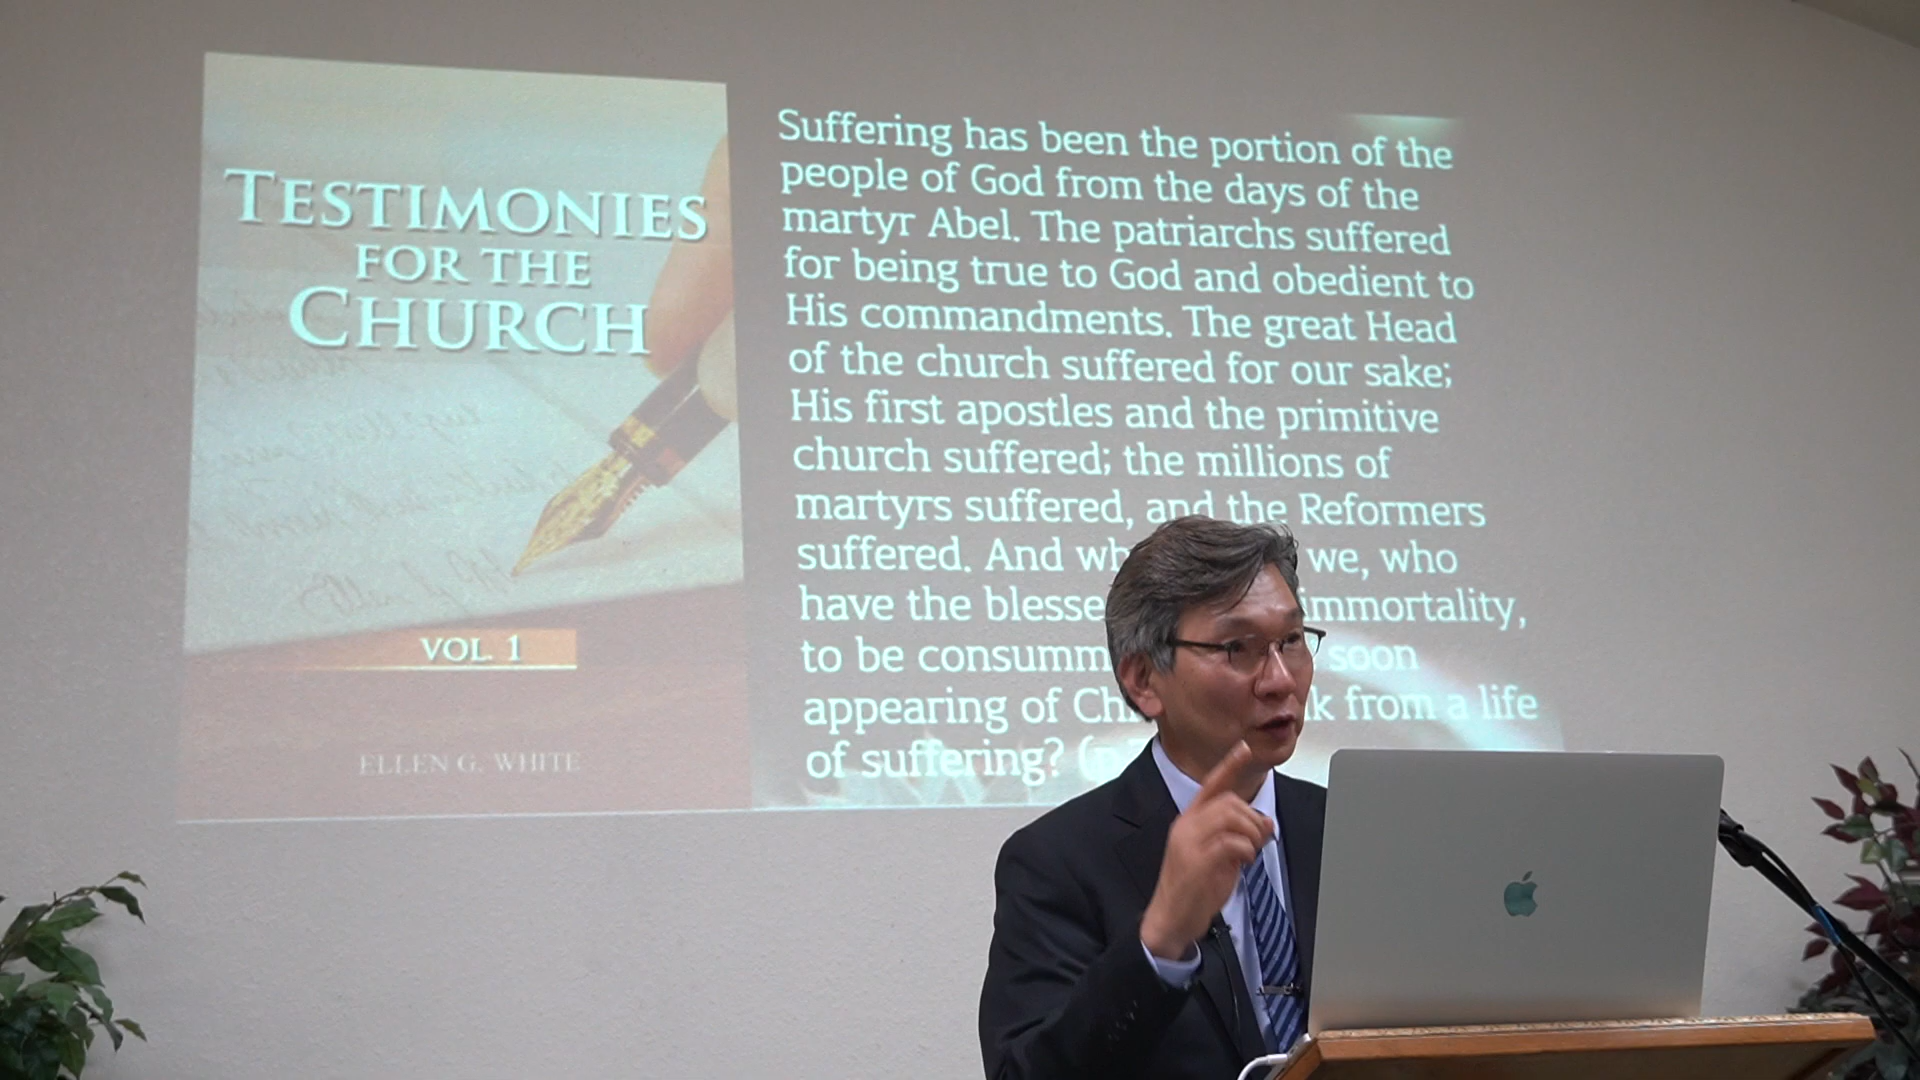 TESTIMONIES
FOR THE
CHURCH
VOL. 1
ELLEN G. WHITE
Suffering has been the portion of the
people of God from the days of the
martyr Abel. The patriarchs suffered
for being true to God and obedient to
His commandments. The great Head
of the church suffered for our sake;
His first apostles and the primitive
church suffered; the millions of
martyrs suffered, and the Reformers
suffered. And we, who
have the immortality,
to be soon
appearing of from a life
of suffering?